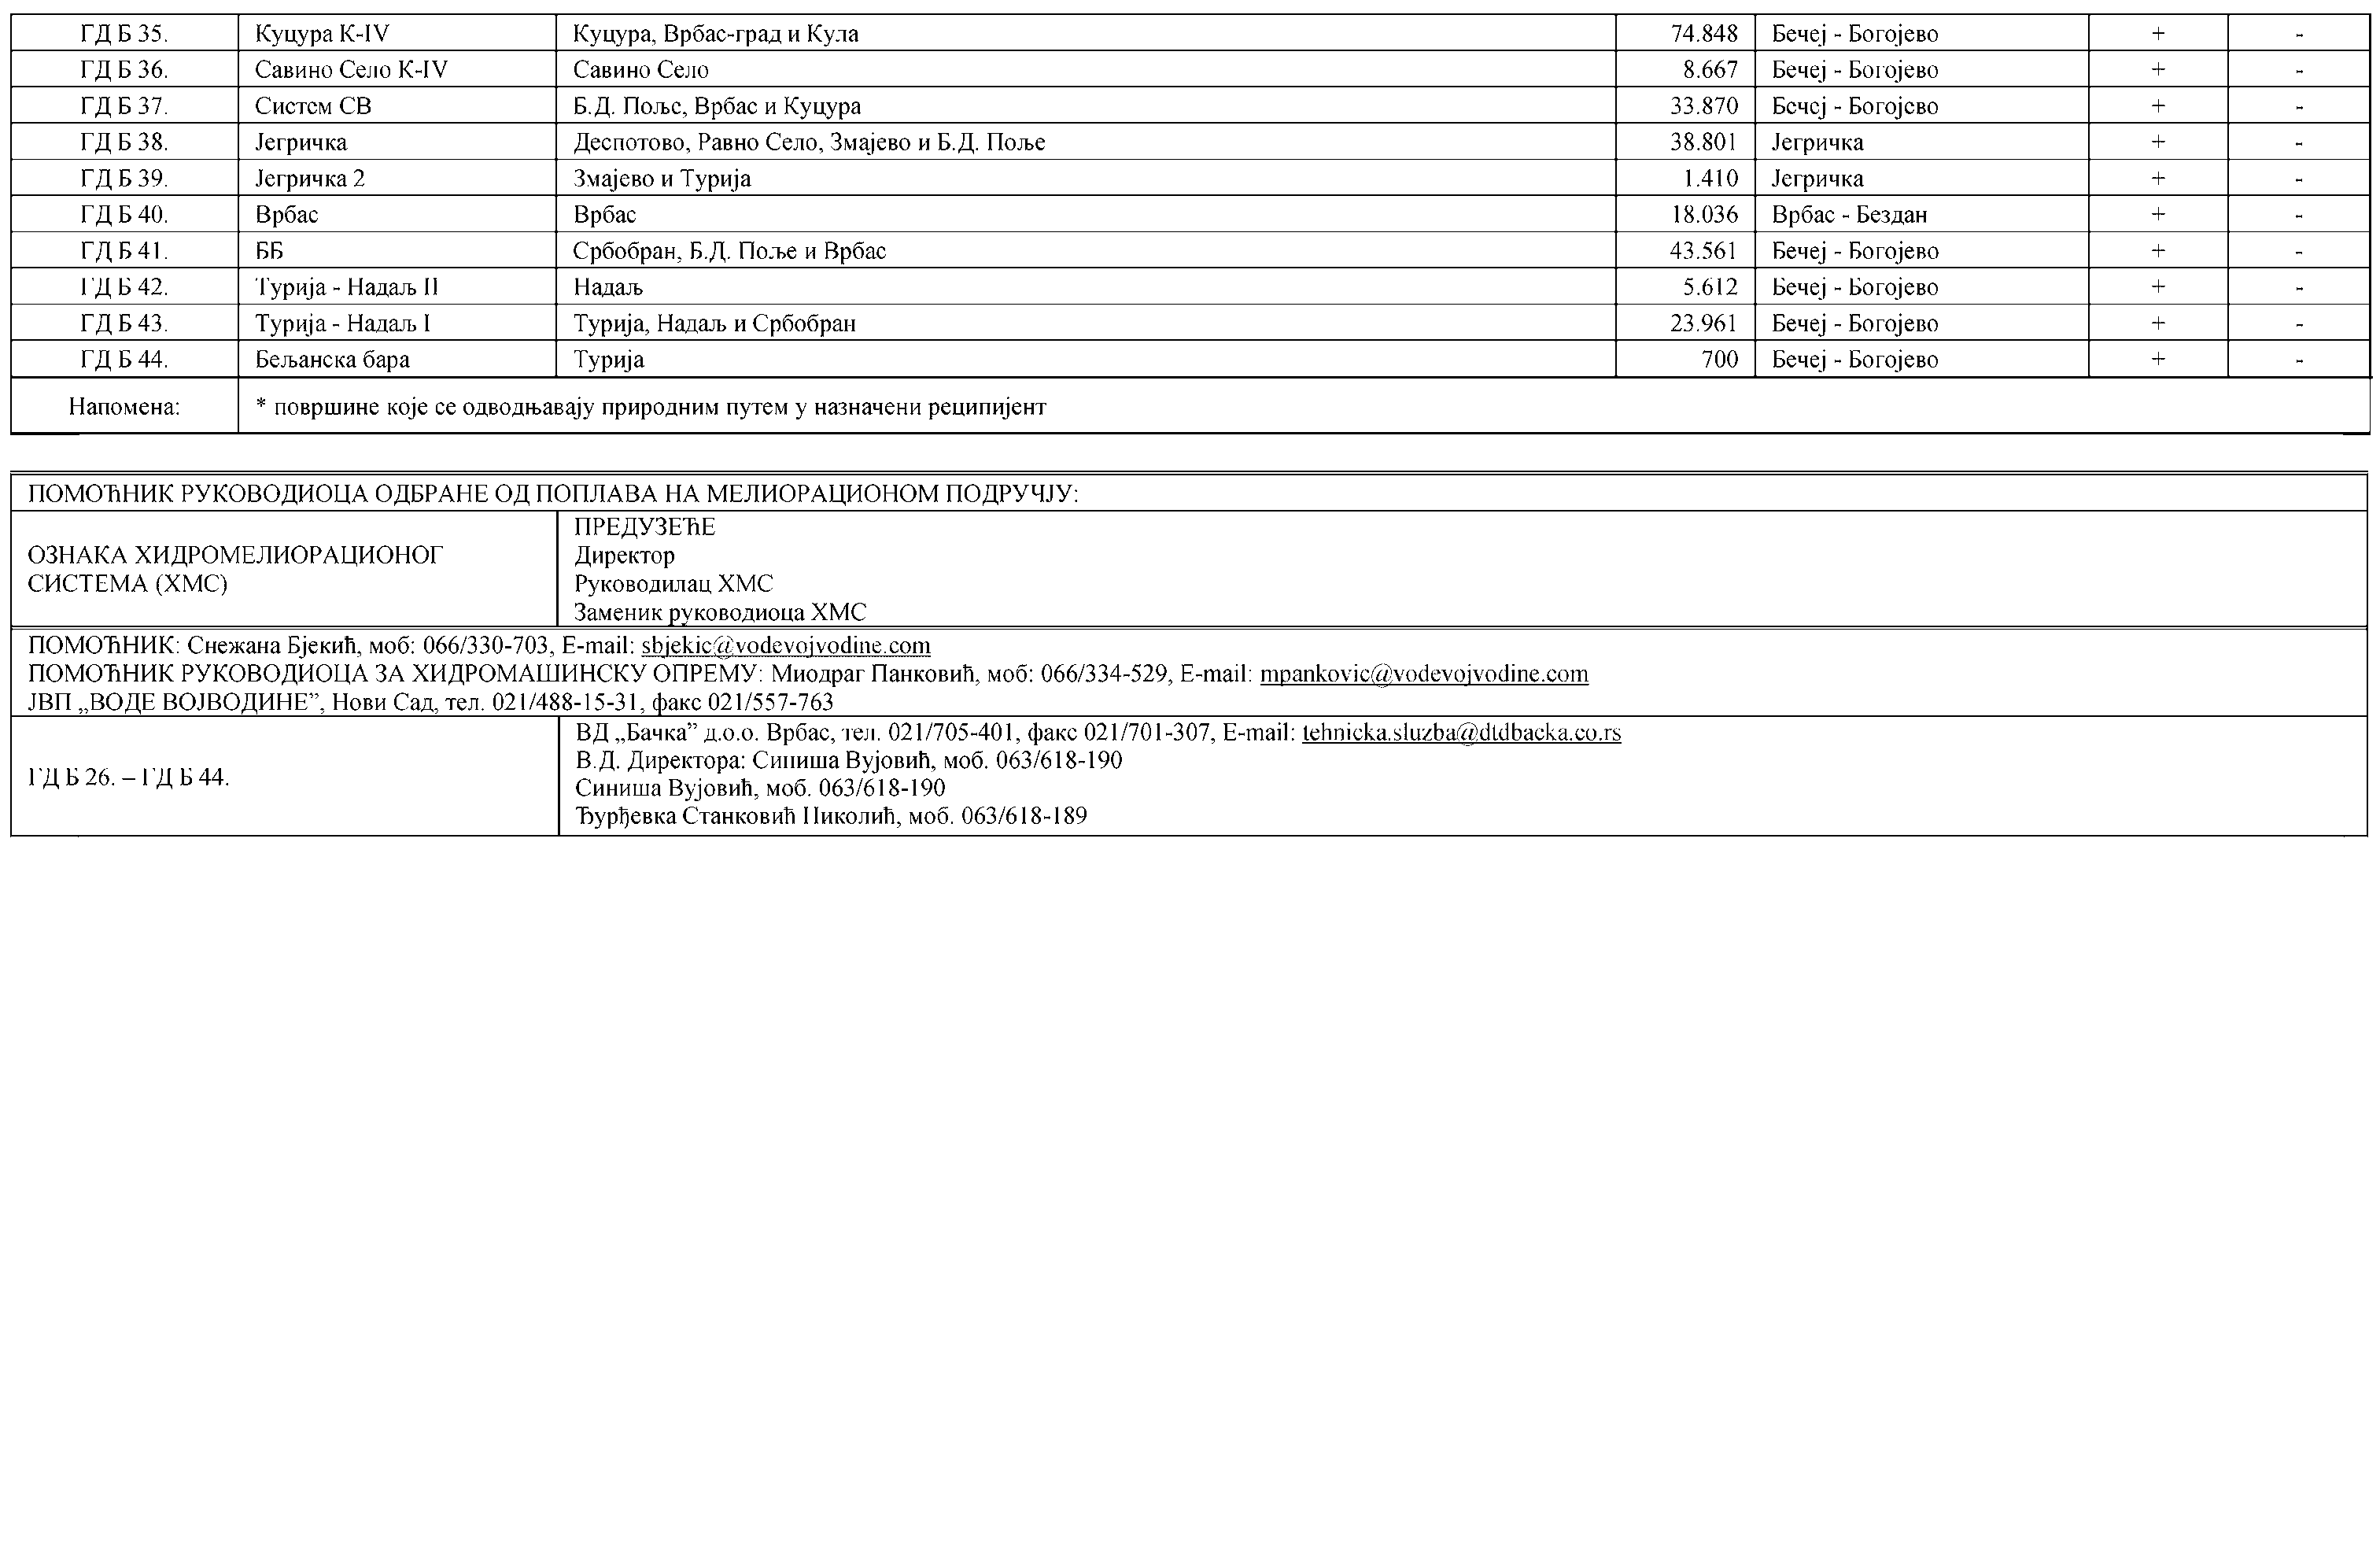 ГД Б 35. Куцура К-IV Куцура, Врбас-град и Кула 74.848 Бечеј - Богојево + -
ГД Б 36. Савино Село К-IV Савино Село 8.667 Бечеј - Богојево + -
ГД Б 37. Систем СВ Б.Д. Поље, Врбас и Куцура 33.870 Бечеј - Богојево + -
ГД Б 38. Јегричка Деспотово, Равно Село, Змајево и Б.Д. Поље 38.801 Јегричка + -
ГД Б 39. Јегричка 2 Змајево и Турија 1.410 Јегричка + -
ГД Б 40. Врбас Врбас 18.036 Врбас - Бездан + -
ГД Б 41. ББ Србобран, Б.Д. Поље и Врбас 43.561 Бечеј - Богојево + -
ГД Б 42. Турија - Надаљ II Надаљ 5.612 Бечеј - Богојево + -
ГД Б 43. Турија - Надаљ I Турија, Надаљ и Србобран 23.961 Бечеј - Богојево + -
ГД Б 44. Бељанска бара Турија 700 Бечеј - Богојево + -
Напомена: * површине које се одводњавају природним путем у назначени реципијент
ПОМОЋНИК РУКОВОДИОЦА ОДБРАНЕ ОД ПОПЛАВА НА МЕЛИОРАЦИОНОМ ПОДРУЧЈУ:
ОЗНАКА ХИДРОМЕЛИОРАЦИОНОГ
СИСТЕМА (ХМС)
ПРЕДУЗЕЋЕ
Директор
Руководилац ХМС
Заменик руководиоца ХМС
ПОМОЋНИК: Снежана Бјекић, моб: 066/330-703, E-mail: sbjekic@vodevojvodine.com
ПОМОЋНИК РУКОВОДИОЦА ЗА ХИДРОМАШИНСКУ ОПРЕМУ: Миодраг Панковић, моб: 066/334-529, E-mail: mpankovic@vodevojvodine.com
ЈВП „ВОДЕ ВОЈВОДИНЕ”, Нови Сад, тел. 021/488-15-31, факс 021/557-763
ГД Б 26. – ГД Б 44.
ВД „Бачка” д.о.о. Врбас, тел. 021/705-401, факс 021/701-307, E-mail: tehnicka.sluzba@dtdbacka.co.rs
В.Д. Директора: Синиша Вујовић, моб. 063/618-190
Синиша Вујовић, моб. 063/618-190
Ђурђевка Станковић Николић, моб. 063/618-189